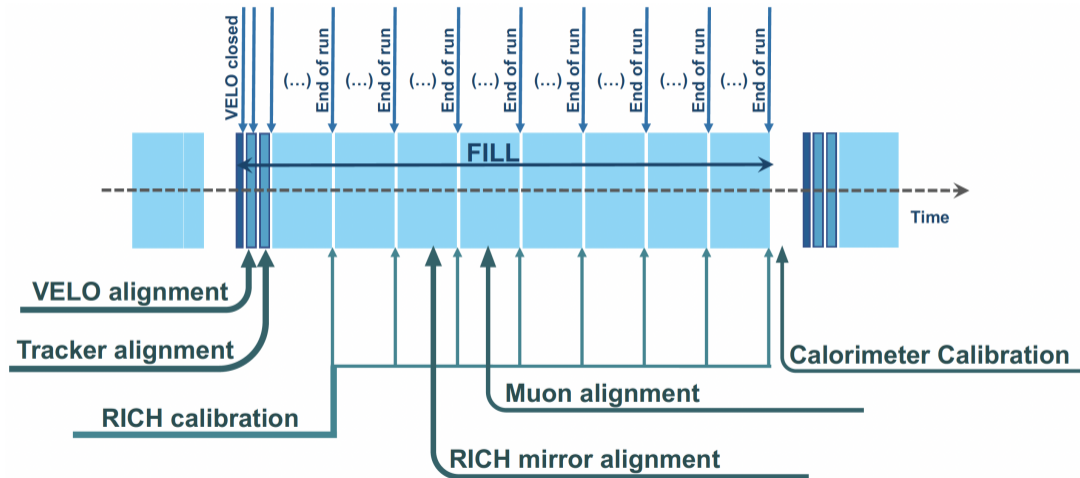 VELO closed
(...)
End of run
(...)
End of run
(...)
End of run
(...)
End of run
(...)
End of run
(...)
End of run
(...)
End of run
(...)
End of run
FILL
Time
VELO alignment
Tracker alignment
Calorimeter Calibration
Muon alignment
RICH calibration
RICH mirror alignment